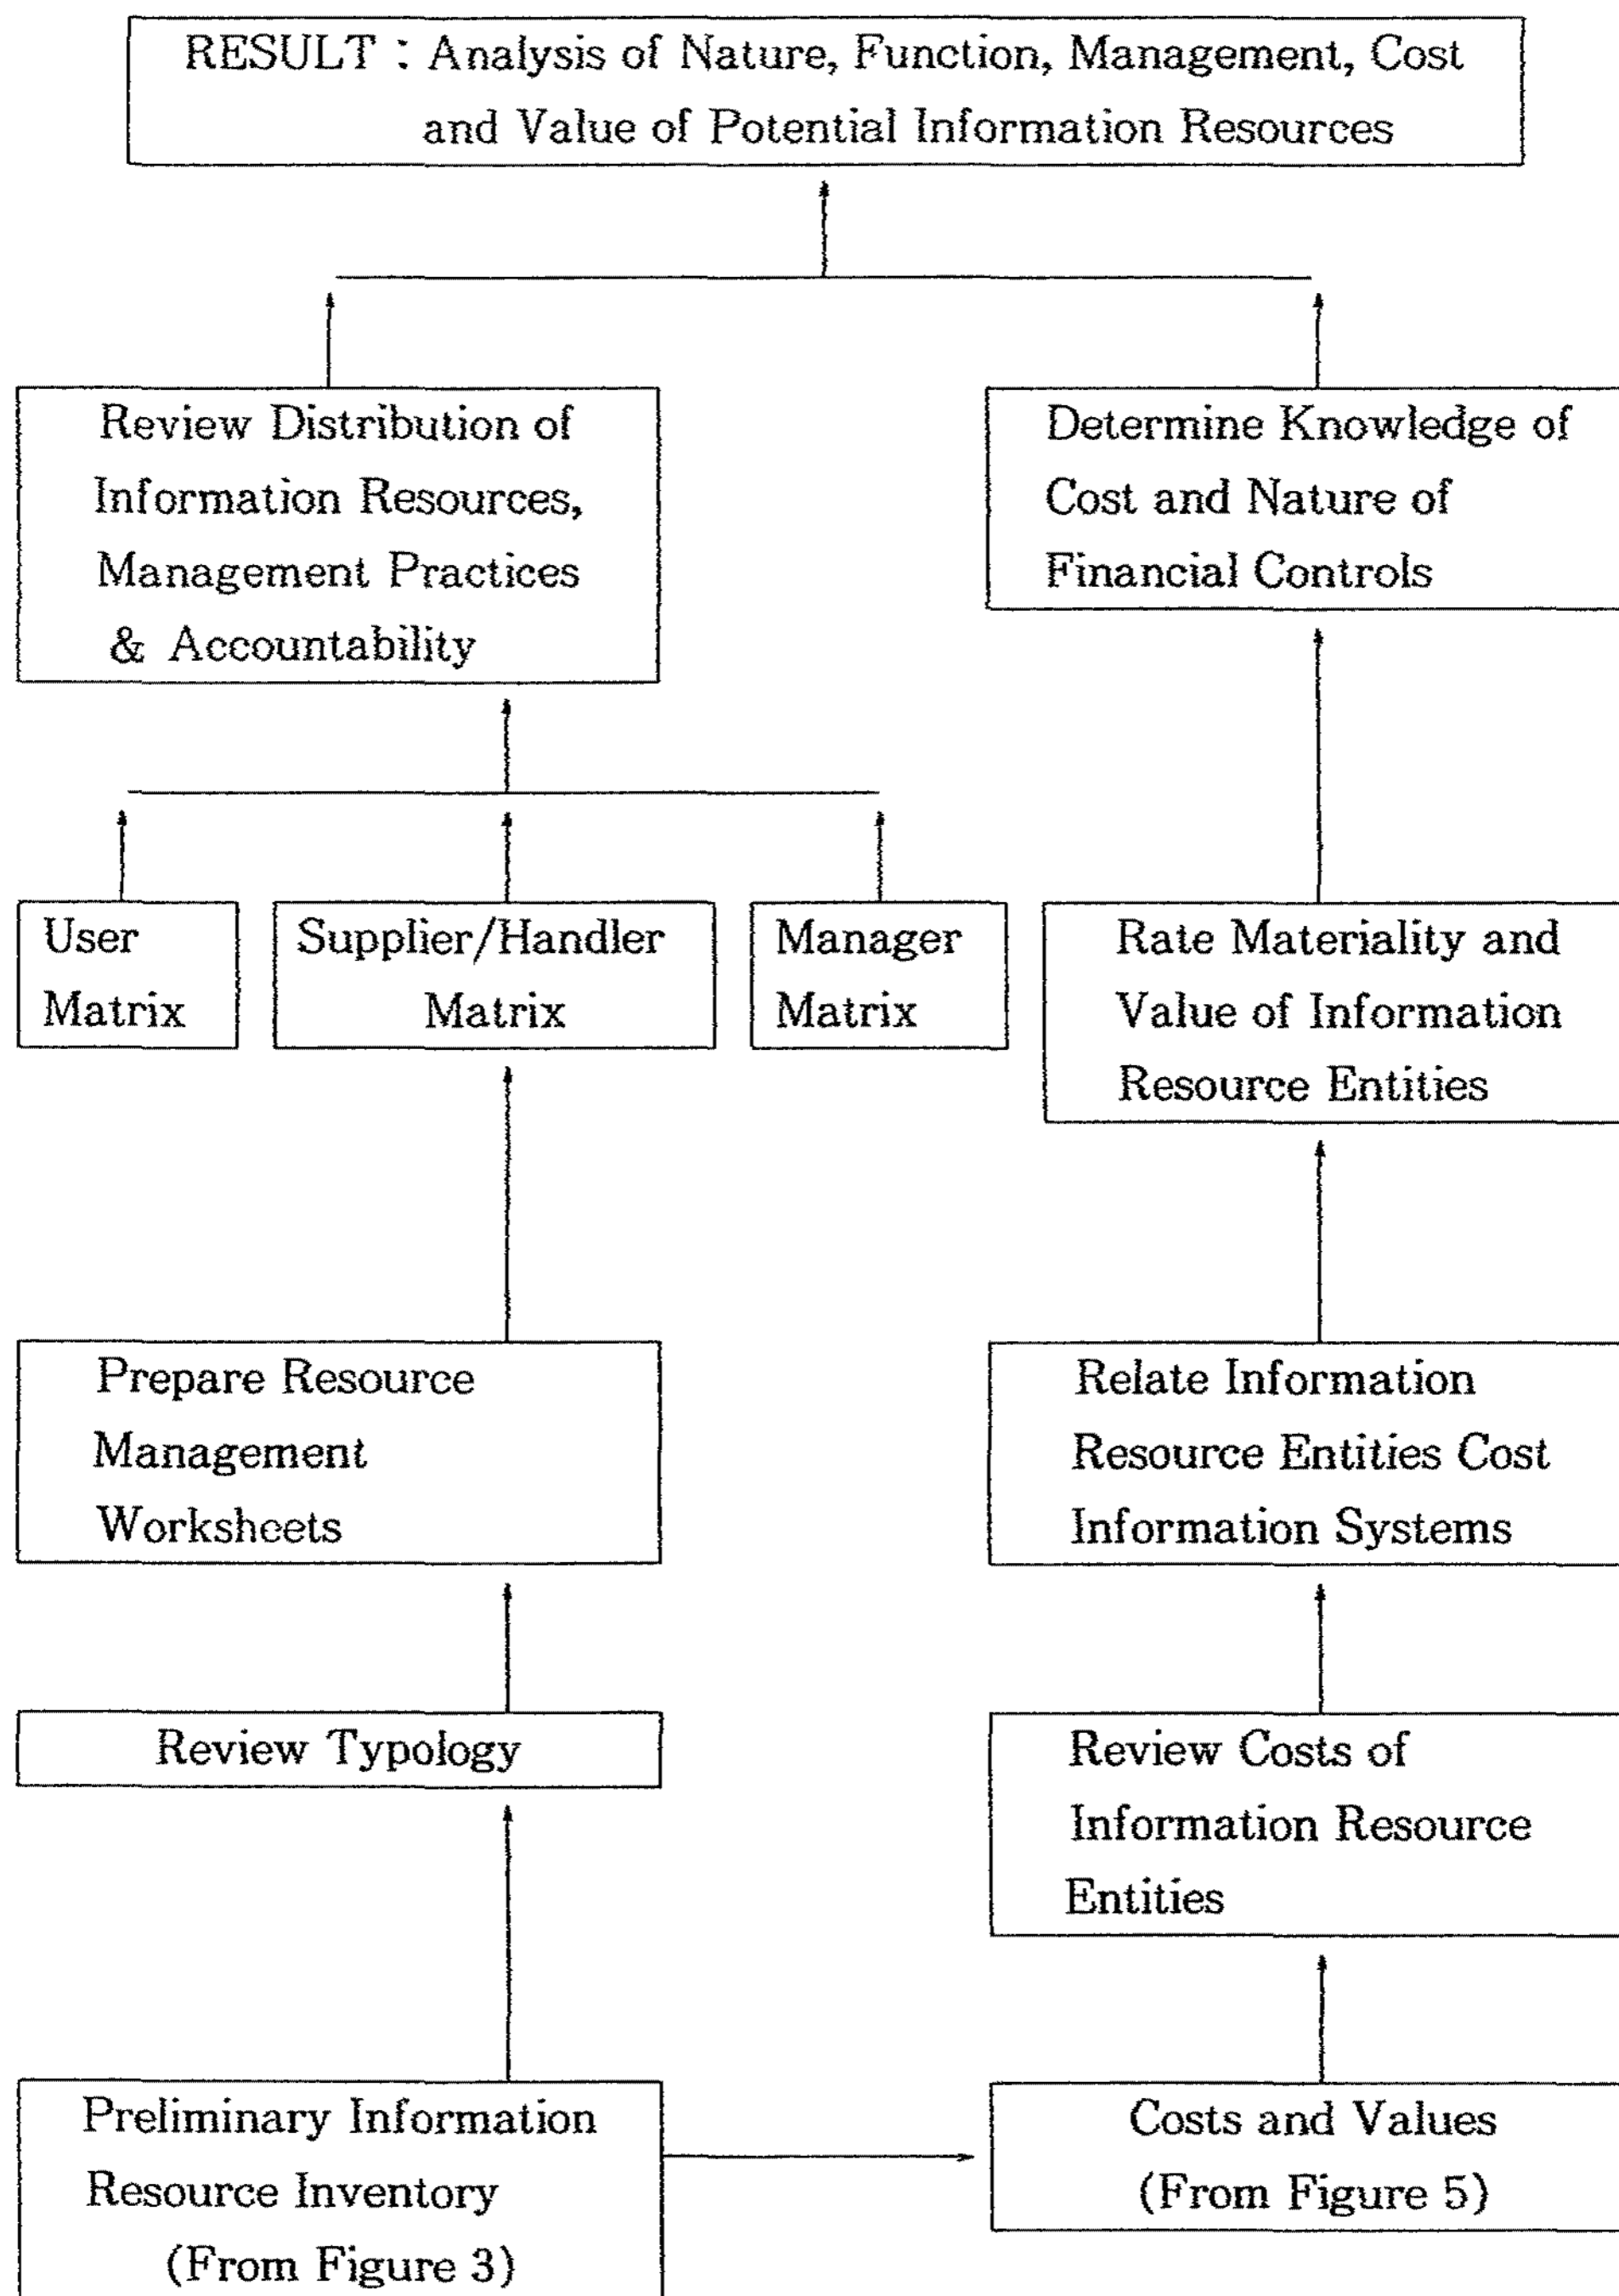 RESULT : Analysis of Nature, Function, Management, Cost
and Value of Potential Information Resources
Review Distribution of
Information Resources,
Management Practices
& Accountability
Determine Knowledge of
Cost and Nature of
Financial Controls
User
Matrix
Supplier/Handler
Matrix
Manager
Matrix
Rate Materiality and
Value of Information
Resource Entities
Prepare Resource
Management
Worksheets
Relate Information
Resource Entities Cost
Information Systems
Review Typology
Review Costs of
Information Resource
Entities
Preliminary Information
Resource Inventory
(From Figure 3)
Costs and Values
(From Figure 5)